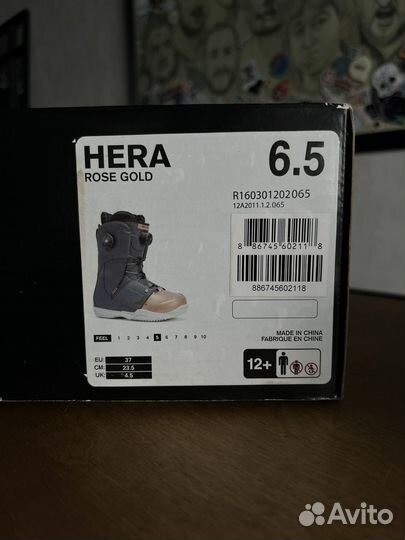 HERA
ROSE GOLD
6.5
R160301202065
12A2011.1.2.065
8 86745 60211 8
886745602118
FEEL 1 2 3 4 5 6 7 8 9 10
EU: 37
CM: 23.5
UK: 4.5
MADE IN CHINA
FABRIQUE EN CHINE
12+
Avito